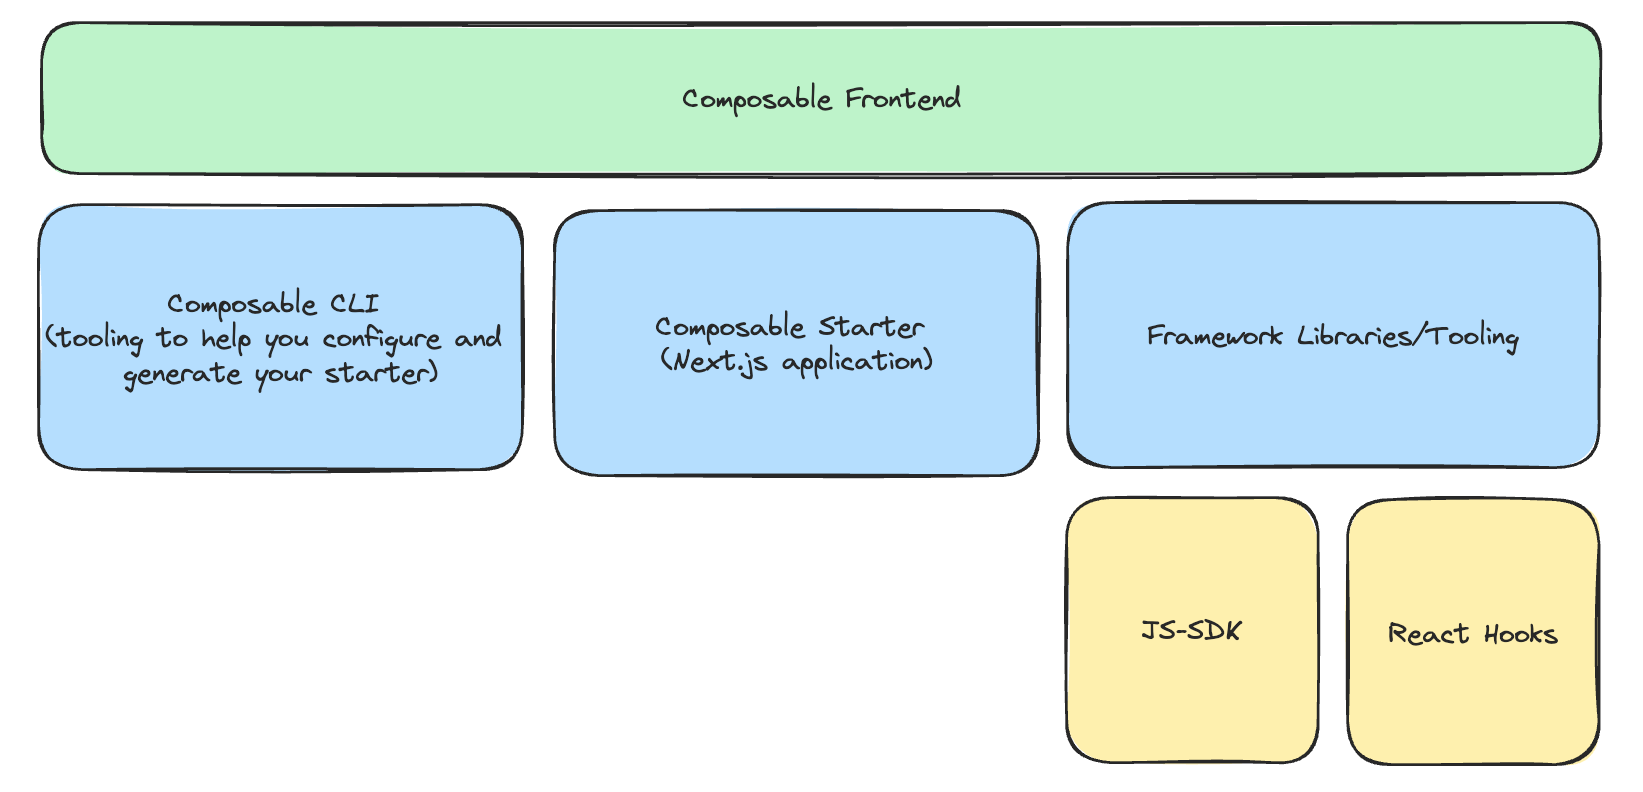 Composable Frontend
Composable CLI
(tooling to help you configure and
generate your starter)
Composable Starter
(Next.js application)
Framework Libraries/Tooling
JS-SDK
React Hooks